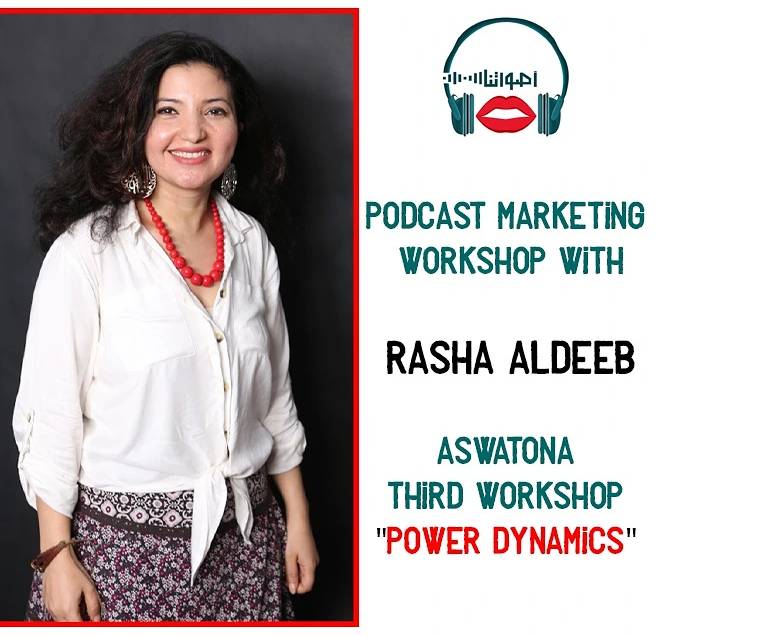 أصواتنا
PODCAST MARKETING
WORKSHOP WITH
RASHA ALDEEB
ASWATONA
THIRD WORKSHOP
"POWER DYNAMICS"